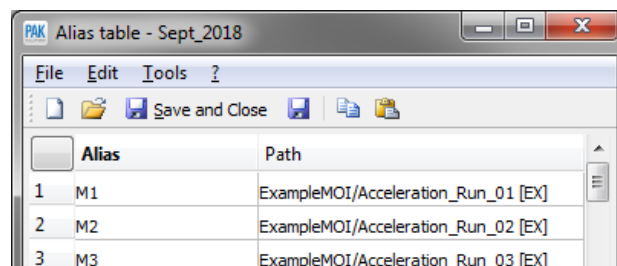 PAK Alias table - Sept_2018
File Edit Tools ?
Save and Close
Alias Path
1 M1 ExampleMOI/Acceleration_Run_01 [EX]
2 M2 ExampleMOI/Acceleration_Run_02 [EX]
3 M3 ExampleMOI/Acceleration_Run_03 [EX]